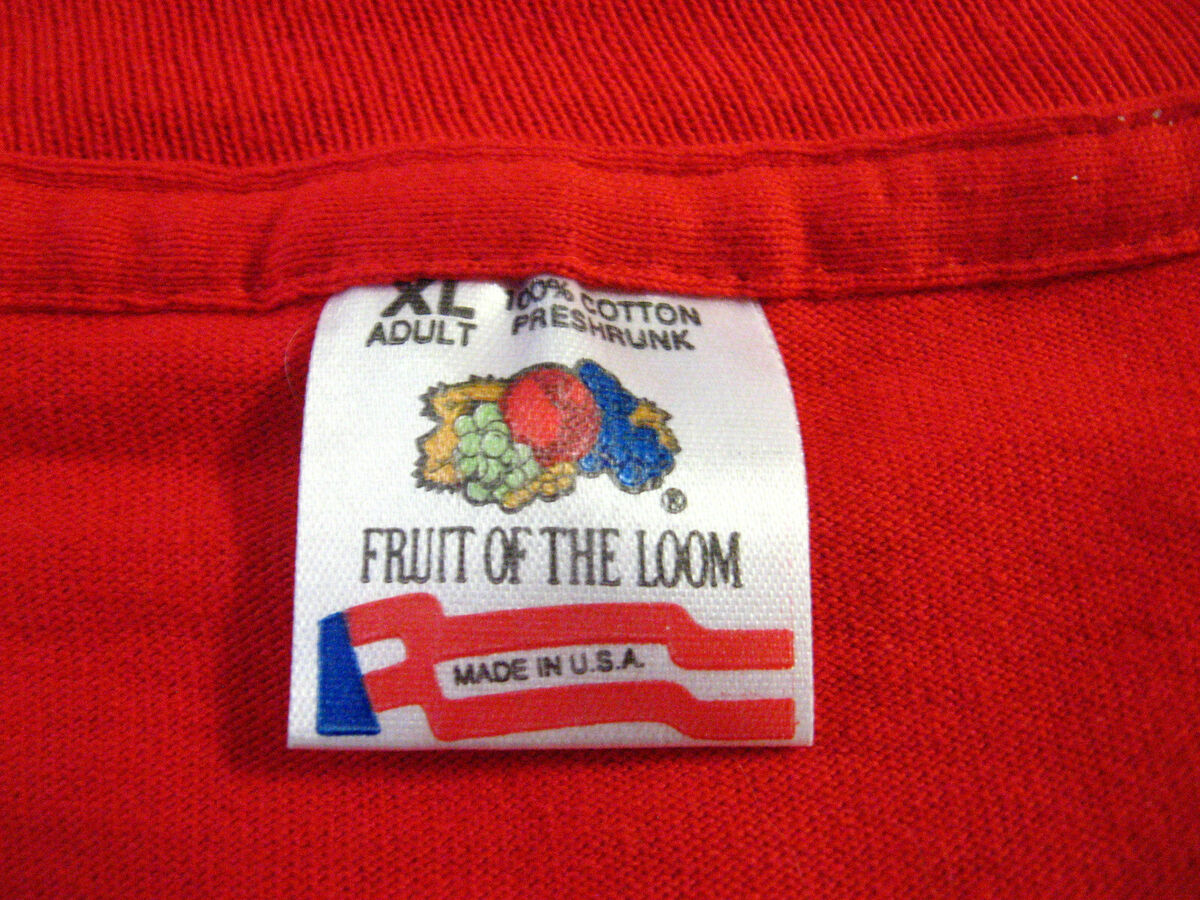 XL 100% COTTON
ADULT PRESHRUNK
®
FRUIT OF THE LOOM
MADE IN U.S.A.